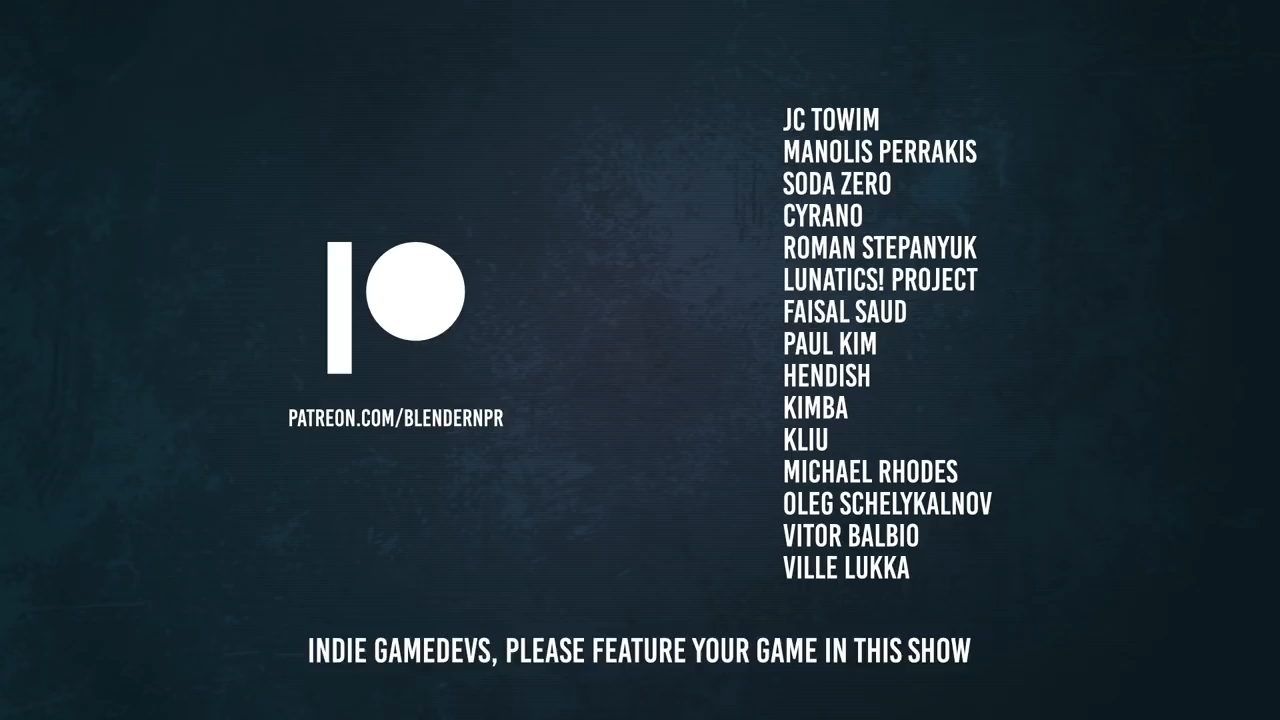 JC TOWIM
MANOLIS PERRAKIS
SODA ZERO
CYRANO
ROMAN STEPANYUK
LUNATICS! PROJECT
FAISAL SAUD
PAUL KIM
HENDISH
KIMBA
KLIU
MICHAEL RHODES
OLEG SCHELYKALNOV
VITOR BALBIO
VILLE LUKKA
PATREON.COM/BLENDERNPR
INDIE GAMEDEVS, PLEASE FEATURE YOUR GAME IN THIS SHOW